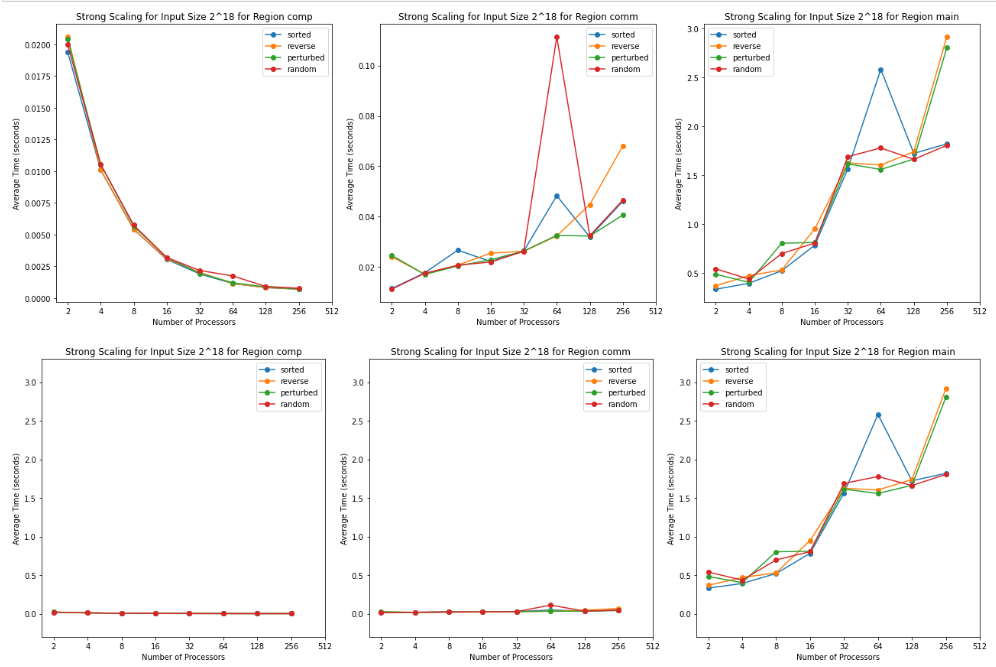 Strong Scaling for Input Size 2^18 for Region comp
Average Time (seconds)
0.0200
0.0175
0.0150
0.0125
0.0100
0.0075
0.0050
0.0025
0.0000
sorted
reverse
perturbed
random
2 4 8 16 32 64 128 256 512
Number of Processors
Strong Scaling for Input Size 2^18 for Region comm
Average Time (seconds)
0.10
0.08
0.06
0.04
0.02
sorted
reverse
perturbed
random
2 4 8 16 32 64 128 256 512
Number of Processors
Strong Scaling for Input Size 2^18 for Region main
Average Time (seconds)
3.0
2.5
2.0
1.5
1.0
0.5
sorted
reverse
perturbed
random
2 4 8 16 32 64 128 256 512
Number of Processors
Strong Scaling for Input Size 2^18 for Region comp
Average Time (seconds)
3.0
2.5
2.0
1.5
1.0
0.5
0.0
sorted
reverse
perturbed
random
2 4 8 16 32 64 128 256 512
Number of Processors
Strong Scaling for Input Size 2^18 for Region comm
Average Time (seconds)
3.0
2.5
2.0
1.5
1.0
0.5
0.0
sorted
reverse
perturbed
random
2 4 8 16 32 64 128 256 512
Number of Processors
Strong Scaling for Input Size 2^18 for Region main
Average Time (seconds)
3.0
2.5
2.0
1.5
1.0
0.5
0.0
sorted
reverse
perturbed
random
2 4 8 16 32 64 128 256 512
Number of Processors